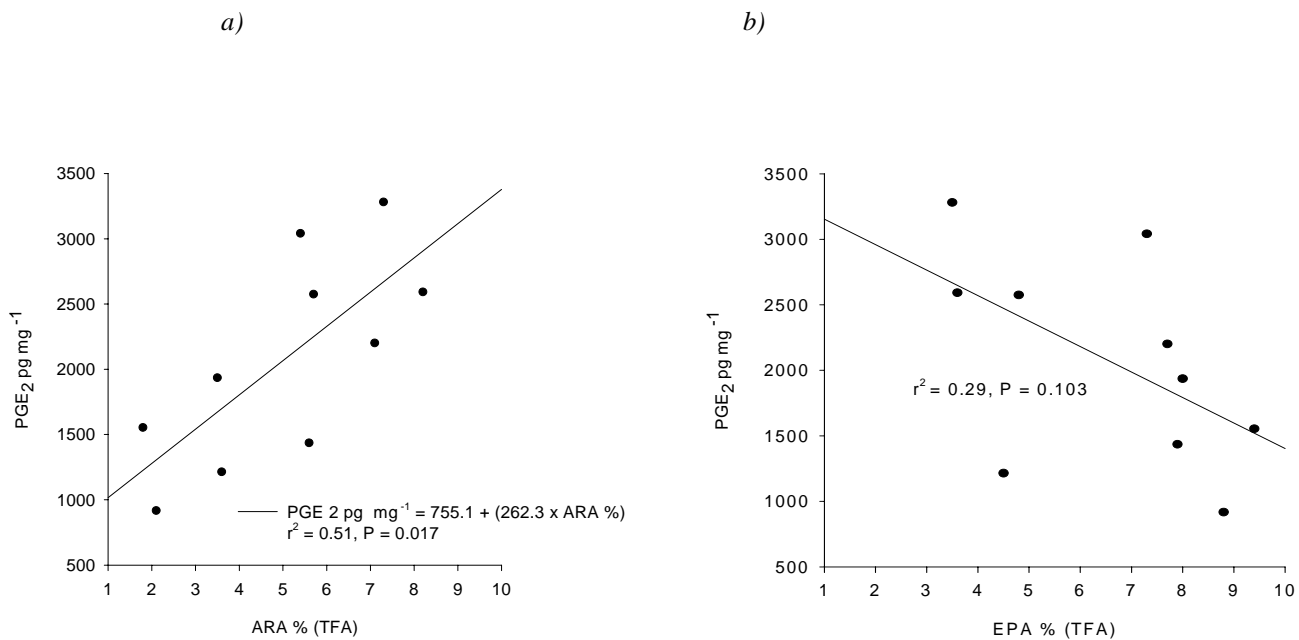 a)
3500
3000
2500
2000
1500
1000
500
PGE2 pg mg-1
PGE 2 pg mg-1 = 755.1 + (262.3 x ARA %)
r2 = 0.51, P = 0.017
1 2 3 4 5 6 7 8 9 10
ARA % (TFA)
b)
3500
3000
2500
2000
1500
1000
500
PGE2 pg mg-1
r2 = 0.29, P = 0.103
1 2 3 4 5 6 7 8 9 10
EPA % (TFA)